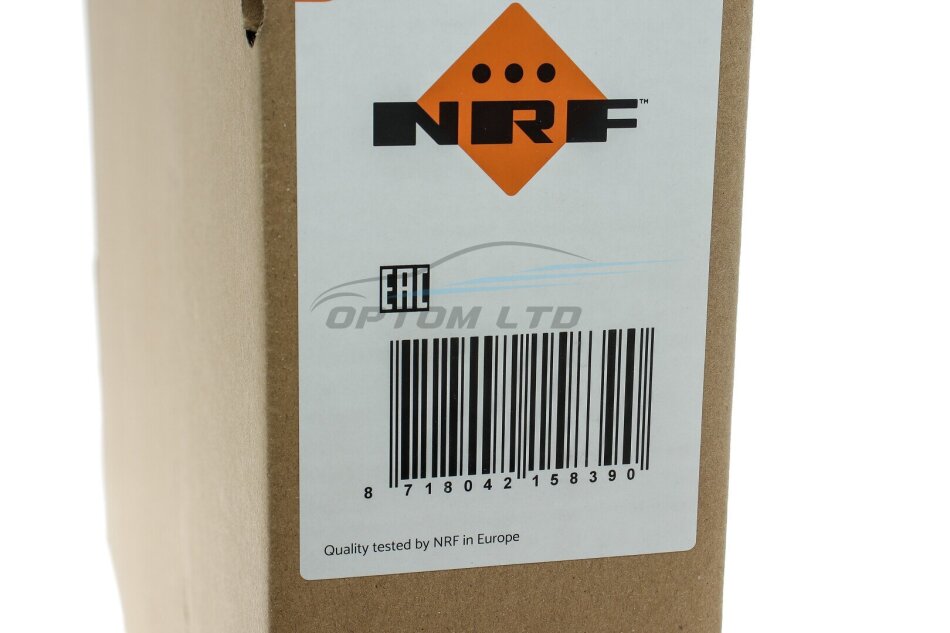 NRF™
EAC
OPTOM LTD
8 718042 158390
Quality tested by NRF in Europe